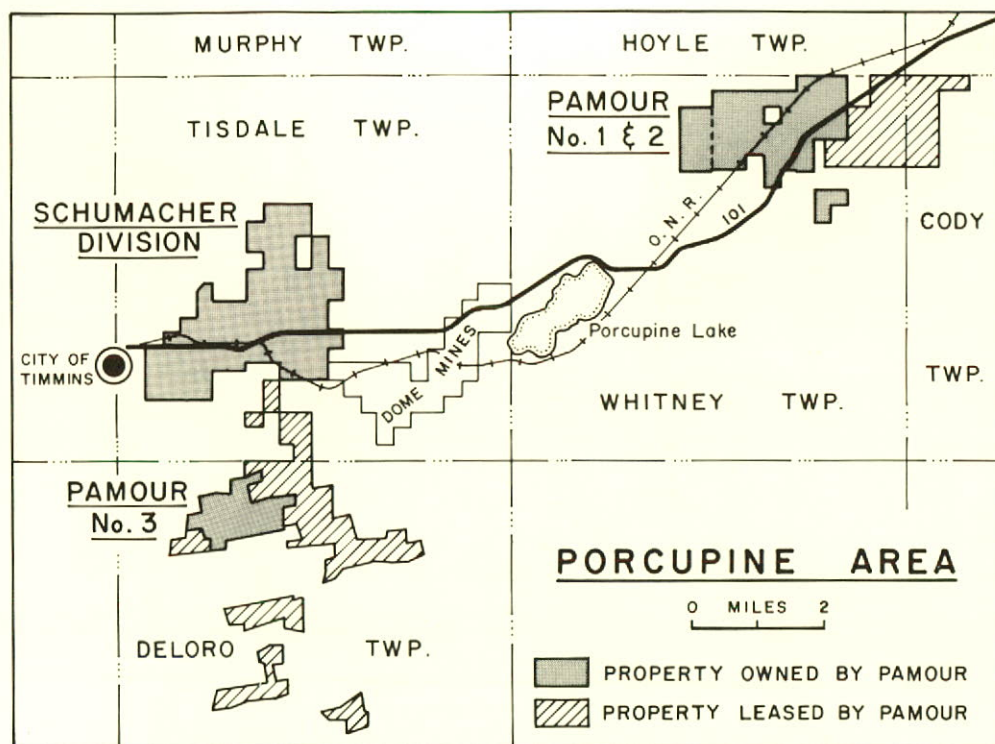 MURPHY TWP.
HOYLE TWP.
PAMOUR
No. 1 & 2
TISDALE TWP.
SCHUMACHER
DIVISION
CODY
O. N. R.
101
Porcupine Lake
CITY OF
TIMMINS
DOME MINES
TWP.
WHITNEY TWP.
PAMOUR
No. 3
PORCUPINE AREA
0 MILES 2
DELORO TWP.
PROPERTY OWNED BY PAMOUR
PROPERTY LEASED BY PAMOUR